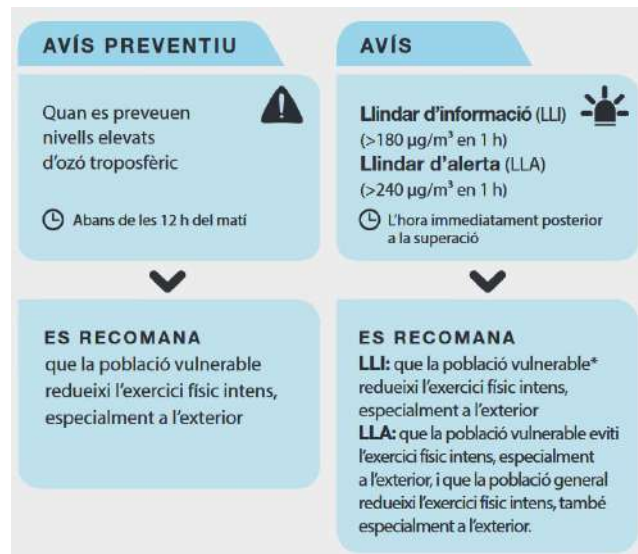 AVÍS PREVENTIU
Quan es preveuen
nivells elevats
d'ozó troposfèric
Abans de les 12 h del matí
ES RECOMANA
que la població vulnerable
redueixi l'exercici físic intens,
especialment a l'exterior
AVÍS
Llindar d'informació (LLI)
(>180 µg/m³ en 1 h)
Llindar d'alerta (LLA)
(>240 µg/m³ en 1 h)
L'hora immediatament posterior
a la superació
ES RECOMANA
LLI: que la població vulnerable*
redueixi l'exercici físic intens,
especialment a l'exterior
LLA: que la població vulnerable eviti
l'exercici físic intens, especialment
a l'exterior, i que la població general
redueixi l'exercici físic intens, també
especialment a l'exterior.